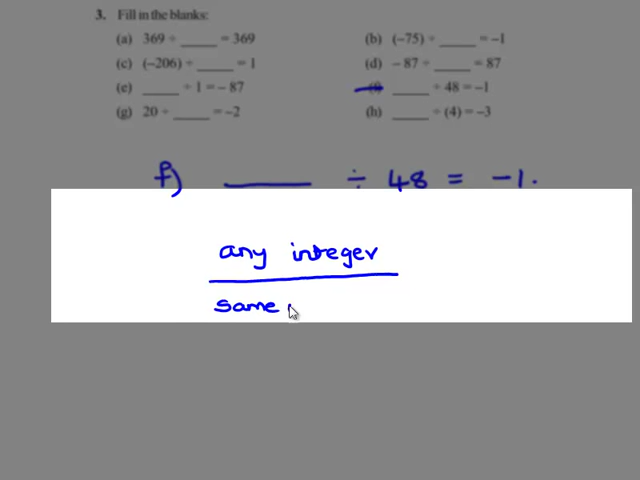 3. Fill in the blanks:
(a) 369 ÷ _____ = 369
(b) (–75) ÷ _____ = –1
(c) (–206) ÷ _____ = 1
(d) – 87 ÷ _____ = 87
(e) _____ ÷ 1 = – 87
(f) _____ ÷ 48 = –1
(g) 20 ÷ _____ = –2
(h) _____ ÷ (4) = –3
f) _____ ÷ 48 = -1.
any integer
same